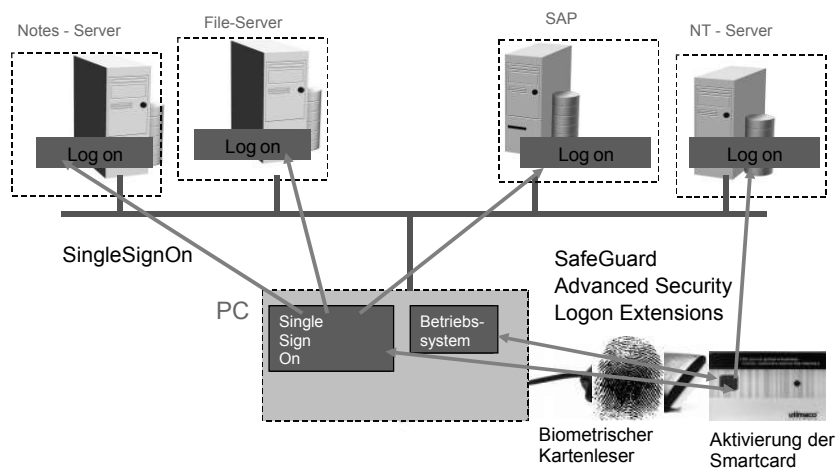 Notes - Server
File-Server
SAP
NT - Server
Log on
Log on
Log on
Log on
SingleSignOn
SafeGuard
Advanced Security
Logon Extensions
PC
Single
Sign
On
Betriebs-
system
utimaco
Biometrischer
Kartenleser
Aktivierung der
Smartcard